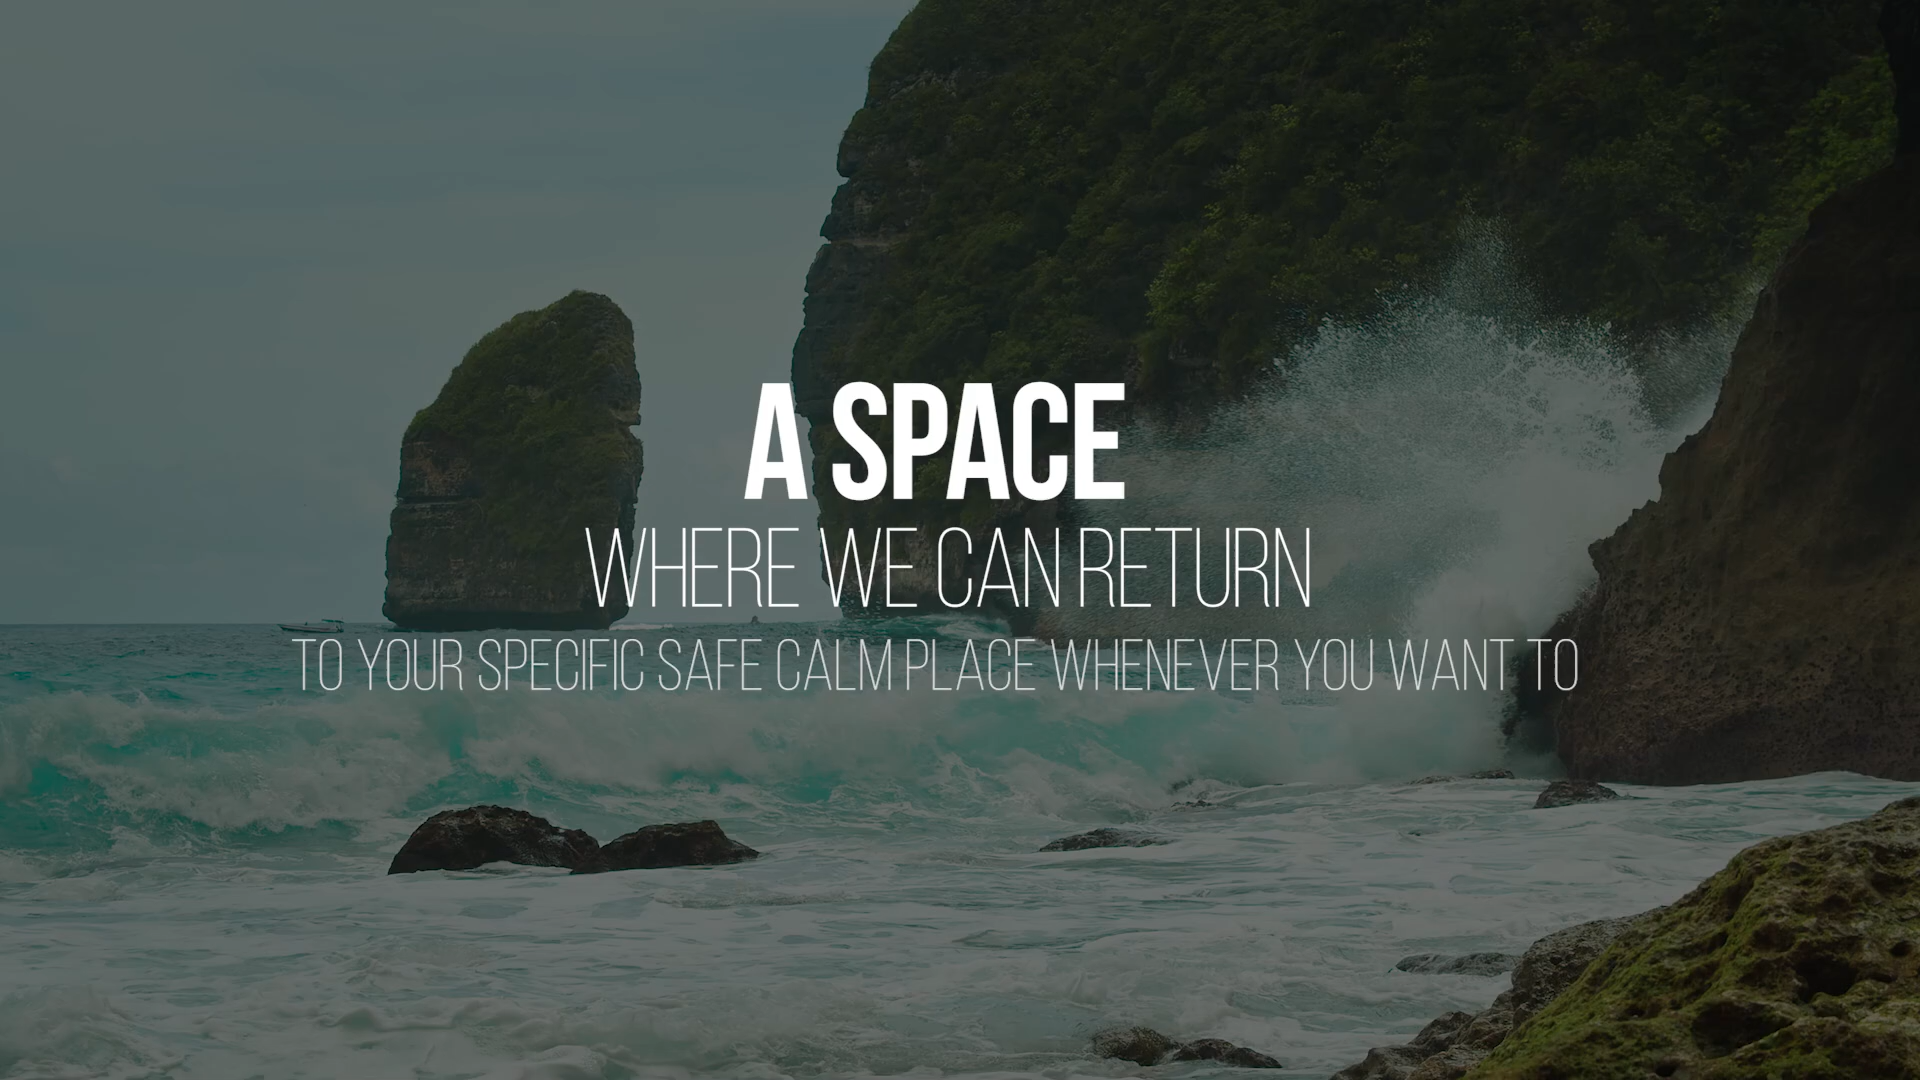 A SPACE
WHERE WE CAN RETURN
TO YOUR SPECIFIC SAFE CALM PLACE WHENEVER YOU WANT TO